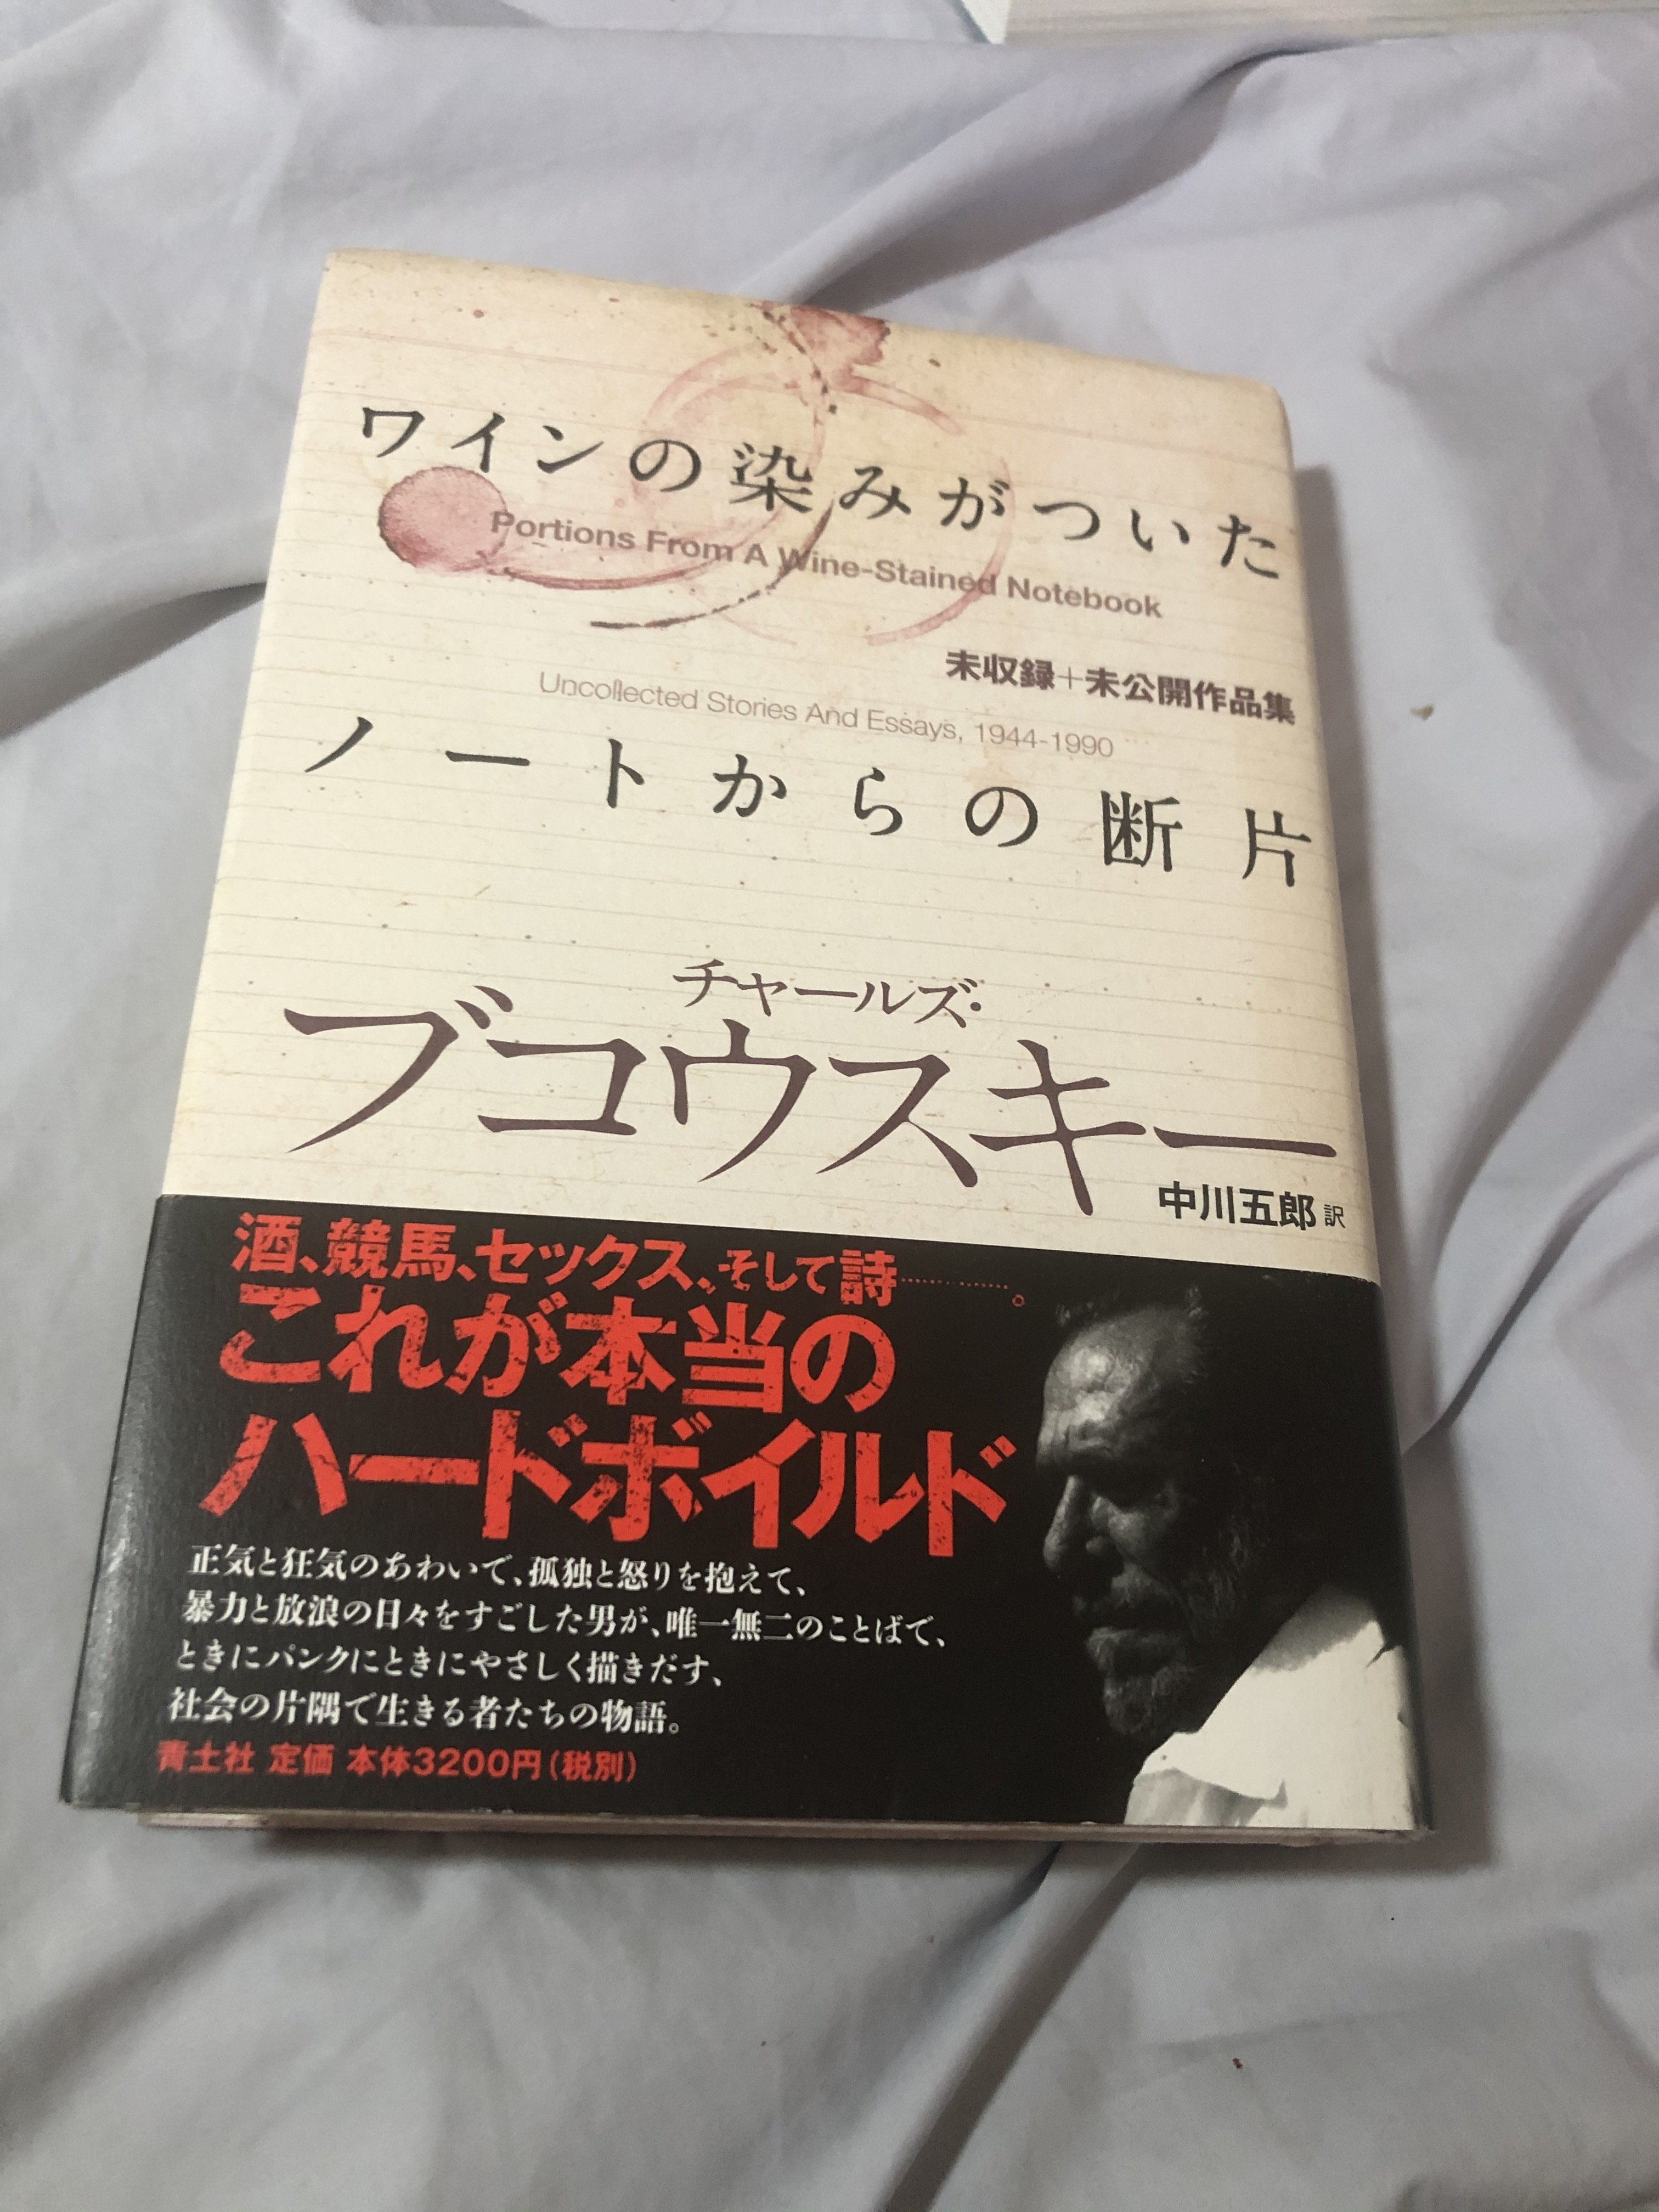 ワインの染みがついた
Portions From A Wine-Stained Notebook
未収録+未公開作品集
Uncollected Stories And Essays, 1944-1990
ノートからの断片
チャールズ・
ブコウスキー
中川五郎 訳
酒、競馬、セックス、そして詩…………。
これが本当の
ハードボイルド
正気と狂気のあわいで、孤独と怒りを抱えて、
暴力と放浪の日々をすごした男が、唯一無二のことばで、
ときにパンクにときにやさしく描きだす、
社会の片隅で生きる者たちの物語。
青土社 定価 本体3200円(税別)